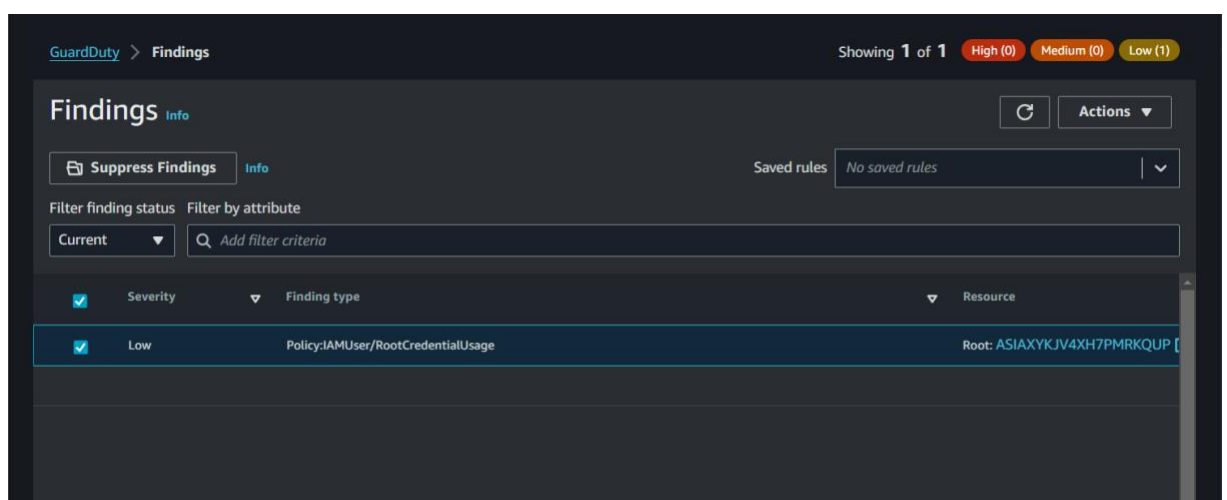 GuardDuty > Findings
Showing 1 of 1 High (0) Medium (0) Low (1)
Findings Info
Actions
Suppress Findings Info
Saved rules No saved rules
Filter finding status Filter by attribute
Current Add filter criteria
Severity Finding type Resource
Low Policy:IAMUser/RootCredentialUsage Root: ASIAXYKJV4XH7PMRKQUP [